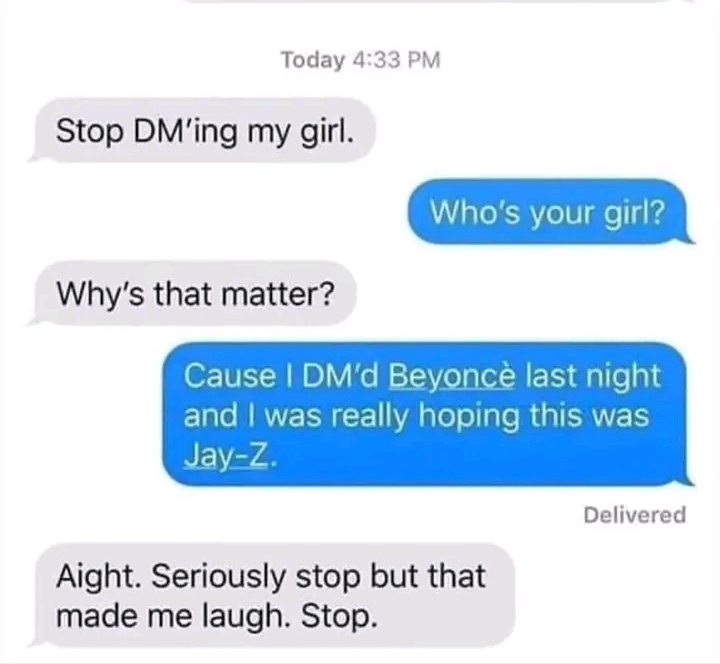 Today 4:33 PM
Stop DM'ing my girl.
Who's your girl?
Why's that matter?
Cause I DM'd Beyoncè last night
and I was really hoping this was
Jay-Z.
Delivered
Aight. Seriously stop but that
made me laugh. Stop.